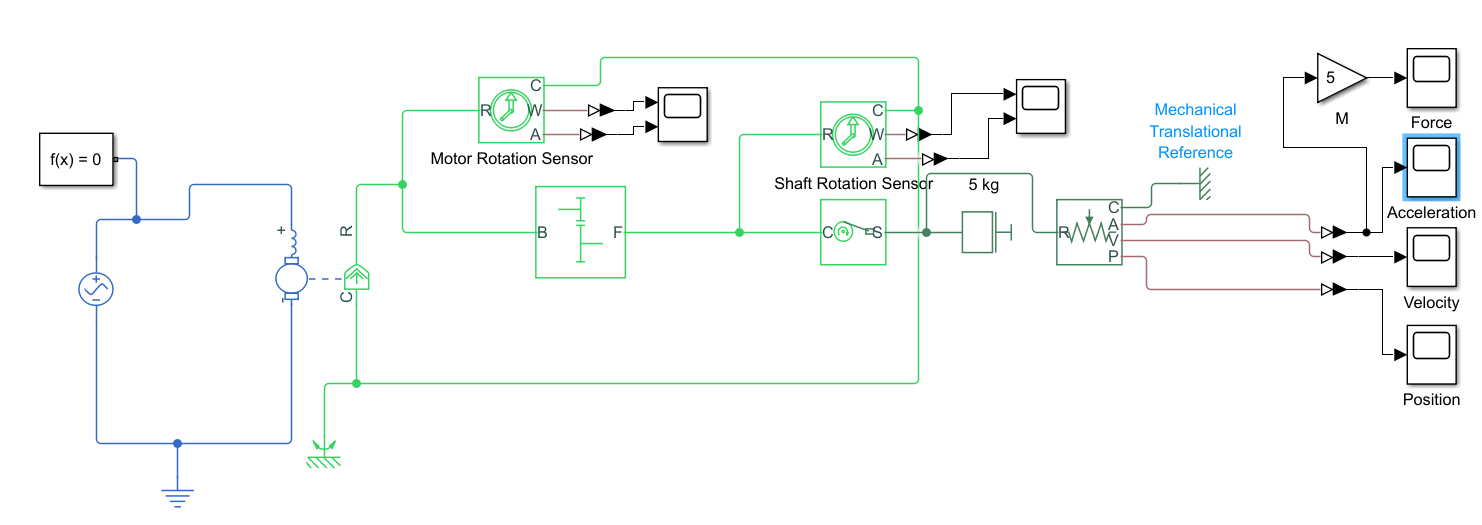 f(x) = 0
+
-
R
C
R
C
W
A
Motor Rotation Sensor
B
F
R
C
W
A
Shaft Rotation Sensor
C
S
5 kg
R
C
A
V
P
Mechanical
Translational
Reference
5
M
Force
Acceleration
Velocity
Position